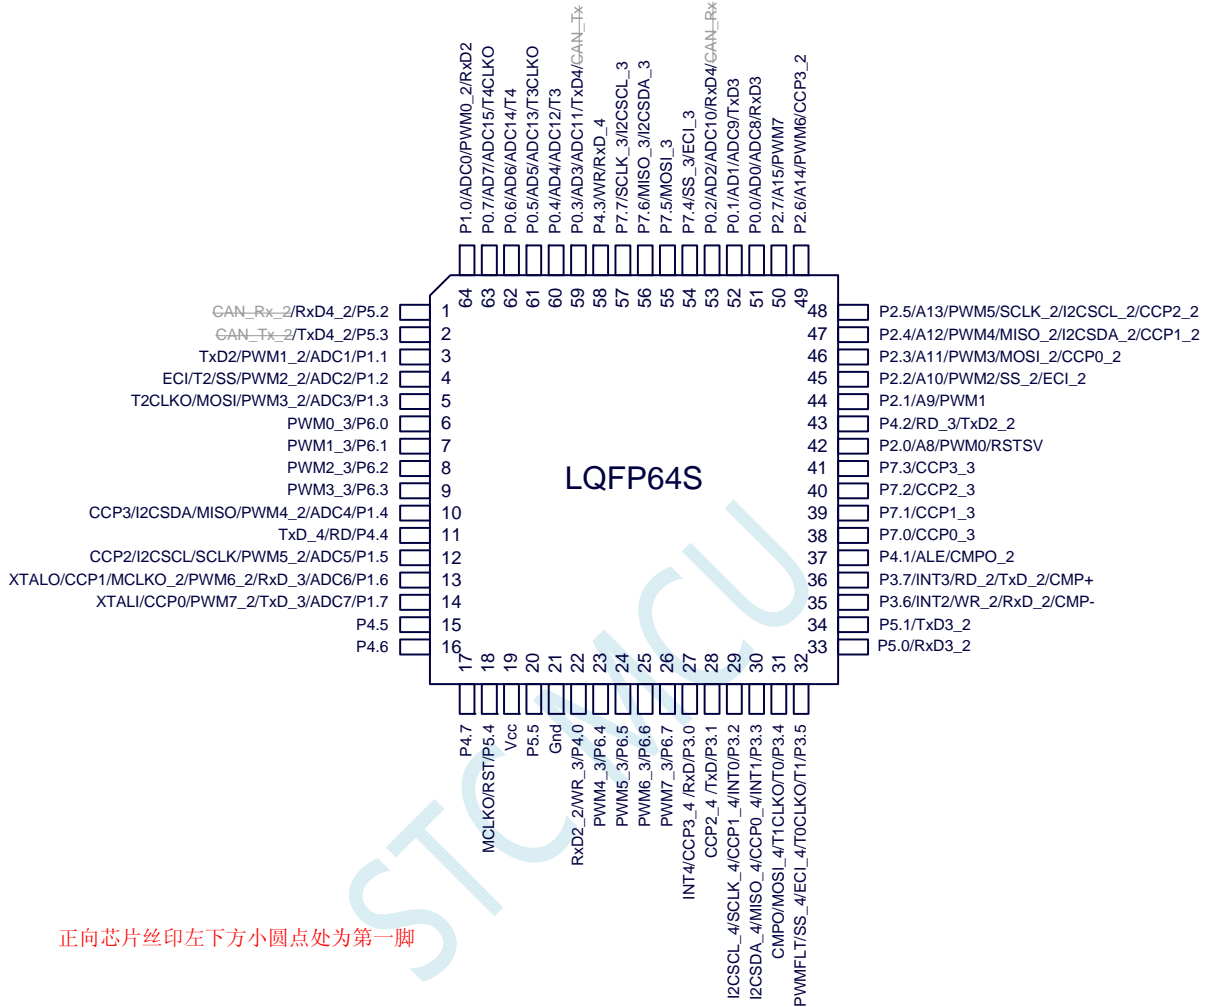 P1.0/ADC0/PWM0_2/RxD2
P0.7/AD7/ADC15/T4CLKO
P0.6/AD6/ADC14/T4
P0.5/AD5/ADC13/T3CLKO
P0.4/AD4/ADC12/T3
P0.3/AD3/ADC11/TxD4/CAN_Tx
P4.3/WR/RxD_4
P7.7/SCLK_3/I2CSCL_3
P7.6/MISO_3/I2CSDA_3
P7.5/MOSI_3
P7.4/SS_3/ECI_3
P0.2/AD2/ADC10/RxD4/CAN_Rx
P0.1/AD1/ADC9/TxD3
P0.0/AD0/ADC8/RxD3
P2.7/A15/PWM7
P2.6/A14/PWM6/CCP3_2
64 63 62 61 60 59 58 57 56 55 54 53 52 51 50 49
CAN_Rx_2/RxD4_2/P5.2 1
CAN_Tx_2/TxD4_2/P5.3 2
TxD2/PWM1_2/ADC1/P1.1 3
ECI/T2/SS/PWM2_2/ADC2/P1.2 4
T2CLKO/MOSI/PWM3_2/ADC3/P1.3 5
PWM0_3/P6.0 6
PWM1_3/P6.1 7
PWM2_3/P6.2 8
PWM3_3/P6.3 9
CCP3/I2CSDA/MISO/PWM4_2/ADC4/P1.4 10
TxD_4/RD/P4.4 11
CCP2/I2CSCL/SCLK/PWM5_2/ADC5/P1.5 12
XTALO/CCP1/MCLKO_2/PWM6_2/RxD_3/ADC6/P1.6 13
XTALI/CCP0/PWM7_2/TxD_3/ADC7/P1.7 14
P4.5 15
P4.6 16
LQFP64S
48 P2.5/A13/PWM5/SCLK_2/I2CSCL_2/CCP2_2
47 P2.4/A12/PWM4/MISO_2/I2CSDA_2/CCP1_2
46 P2.3/A11/PWM3/MOSI_2/CCP0_2
45 P2.2/A10/PWM2/SS_2/ECI_2
44 P2.1/A9/PWM1
43 P4.2/RD_3/TxD2_2
42 P2.0/A8/PWM0/RSTSV
41 P7.3/CCP3_3
40 P7.2/CCP2_3
39 P7.1/CCP1_3
38 P7.0/CCP0_3
37 P4.1/ALE/CMPO_2
36 P3.7/INT3/RD_2/TxD_2/CMP+
35 P3.6/INT2/WR_2/RxD_2/CMP-
34 P5.1/TxD3_2
33 P5.0/RxD3_2
17 18 19 20 21 22 23 24 25 26 27 28 29 30 31 32
P4.7
MCLKO/RST/P5.4
Vcc
P5.5
Gnd
RxD2_2/WR_3/P4.0
PWM4_3/P6.4
PWM5_3/P6.5
PWM6_3/P6.6
PWM7_3/P6.7
INT4/CCP3_4 /RxD/P3.0
CCP2_4 /TxD/P3.1
I2CSCL_4/SCLK_4/CCP1_4/INT0/P3.2
I2CSDA_4/MISO_4/CCP0_4/INT1/P3.3
CMPO/MOSI_4/T1CLKO/T0/P3.4
PWMFLT/SS_4/ECI_4/T0CLKO/T1/P3.5
STC MCU
正向芯片丝印左下方小圆点处为第一脚